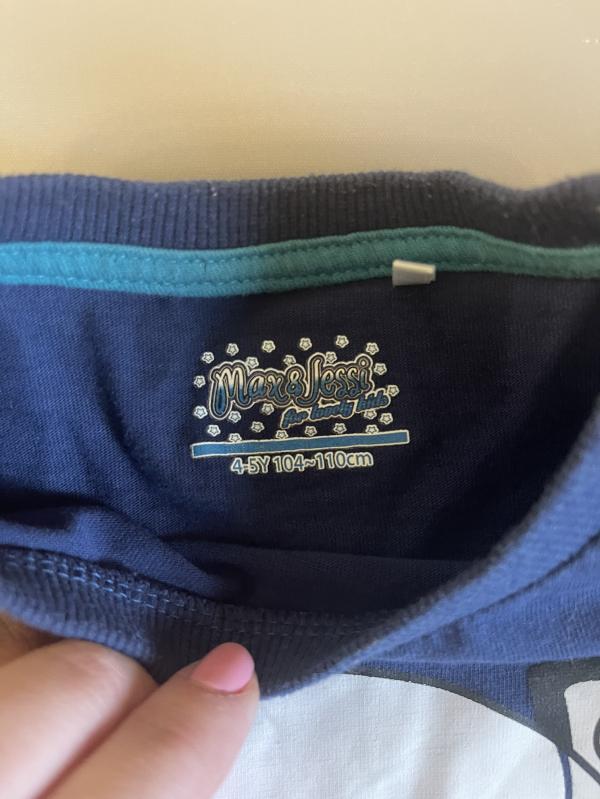 Max & Jessi
for lovely kids
4-5Y 104~110cm